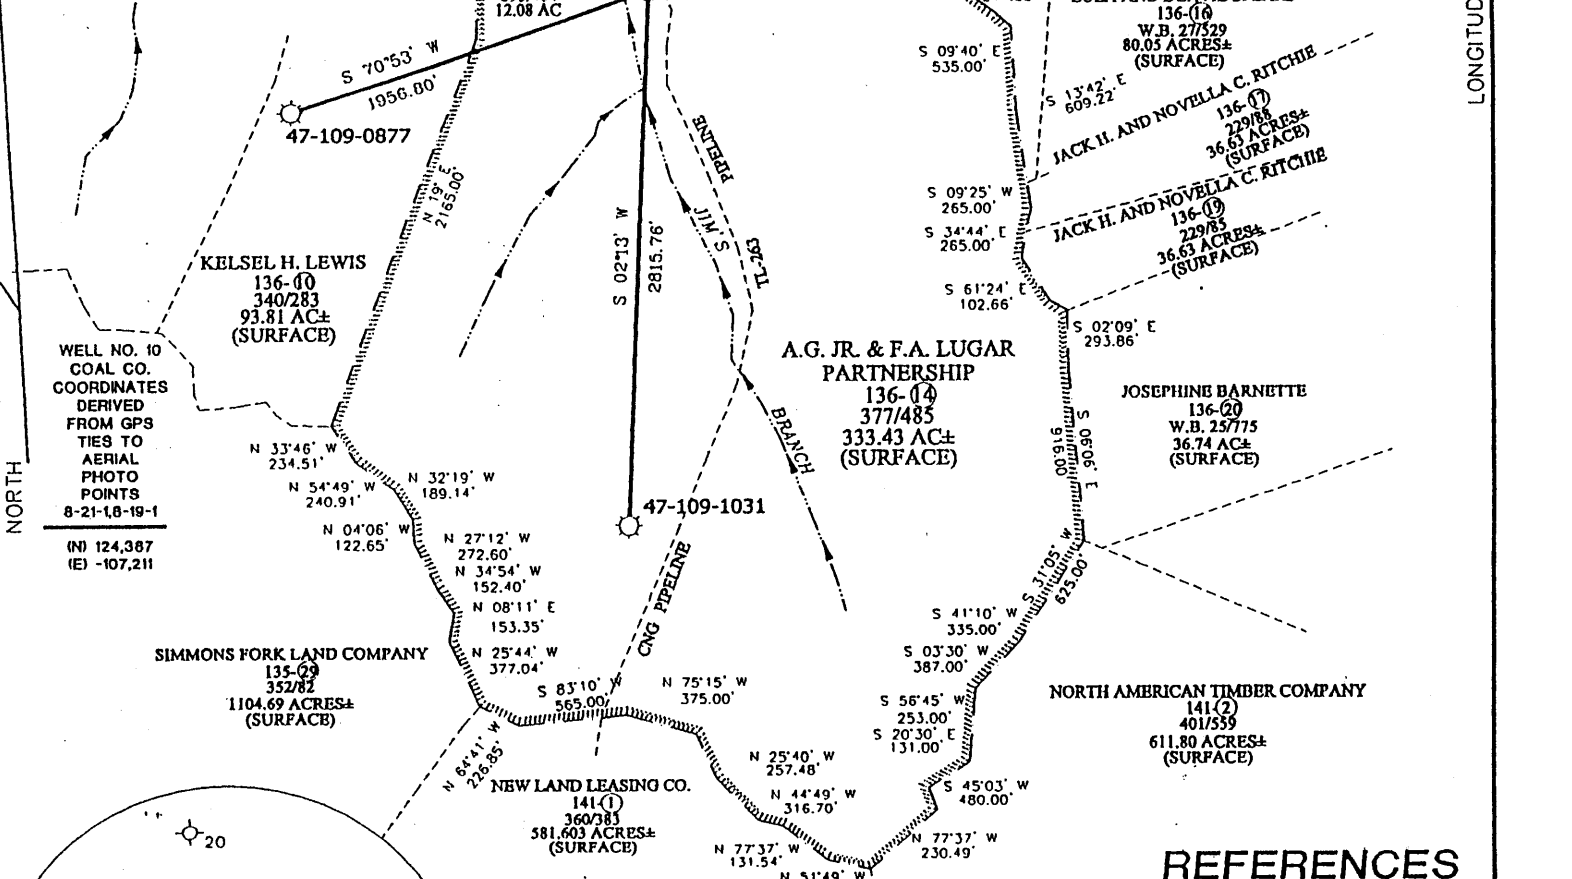 12.08 AC
S 70°53' W
1956.80'
47-109-0877
N 19° E
2165.00'
KELSEL H. LEWIS
136-10
340/283
93.81 AC±
(SURFACE)
WELL NO. 10
COAL CO.
COORDINATES
DERIVED
FROM GPS
TIES TO
AERIAL
PHOTO
POINTS
8-21-1,8-19-1
(N) 124,387
(E) -107,211
NORTH
S 02°13' W
2815.76'
47-109-1031
PIPELINE
TL-263
JIM'S
BRANCH
CNG PIPELINE
A.G. JR. & F.A. LUGAR
PARTNERSHIP
136-14
377/485
333.43 AC±
(SURFACE)
136-16
W.B. 27/529
80.05 ACRES±
(SURFACE)
LONGITUD
S 09°40' E
535.00'
S 13°42' E
609.22'
JACK H. AND NOVELLA C. RITCHIE
136-17
229/88
36.63 ACRES±
(SURFACE)
JACK H. AND NOVELLA C. RITCHIE
136-19
229/85
36.63 ACRES±
(SURFACE)
S 09°25' W
265.00'
S 34°44' E
265.00'
S 61°24' E
102.66'
S 02°09' E
293.86'
JOSEPHINE BARNETTE
136-20
W.B. 25/775
36.74 AC±
(SURFACE)
S 06°06' E
916.00
S 31°05' W
625.00'
S 41°10' W
335.00'
S 03°30' W
387.00'
S 56°45' W
253.00'
S 20°30' E
131.00'
S 45°03' W
480.00'
N 77°37' W
230.49'
NORTH AMERICAN TIMBER COMPANY
141-2
401/559
611.80 ACRES±
(SURFACE)
N 33°46' W
234.51'
N 54°49' W
240.91'
N 32°19' W
189.14'
N 04°06' W
122.65'
N 27°12' W
272.60'
N 34°54' W
152.40'
N 08°11' E
153.35'
N 25°44' W
377.04'
SIMMONS FORK LAND COMPANY
135-29
352/82
1104.69 ACRES±
(SURFACE)
N 64°41' W
226.85'
S 83°10' W
565.00'
N 75°15' W
375.00'
N 25°40' W
257.48'
N 44°49' W
316.70'
N 77°37' W
131.54'
N 51°49' W
NEW LAND LEASING CO.
141-1
360/383
581.603 ACRES±
(SURFACE)
20
REFERENCES